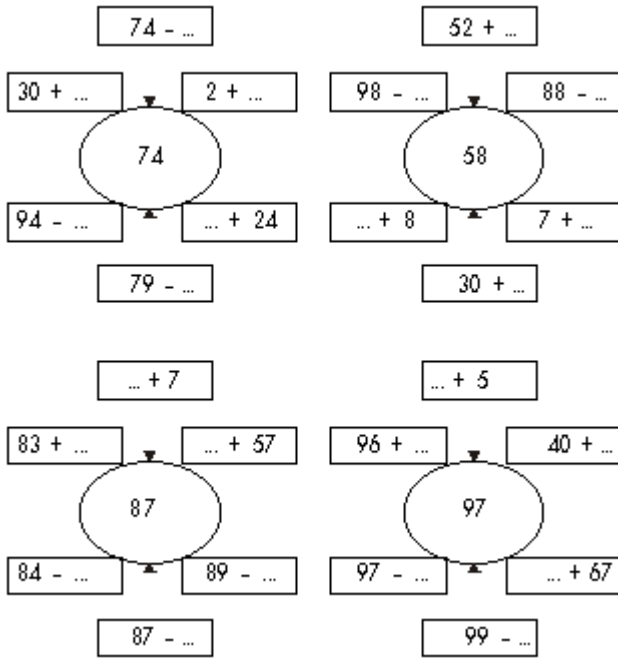 74 – ...
52 + ...
30 + ...
2 + ...
98 – ...
88 – ...
74
58
94 – ...
... + 24
... + 8
7 + ...
79 – ...
30 + ...
... + 7
... + 5
83 + ...
... + 57
96 + ...
40 + ...
87
97
84 – ...
89 – ...
97 – ...
... + 67
87 – ...
99 – ...